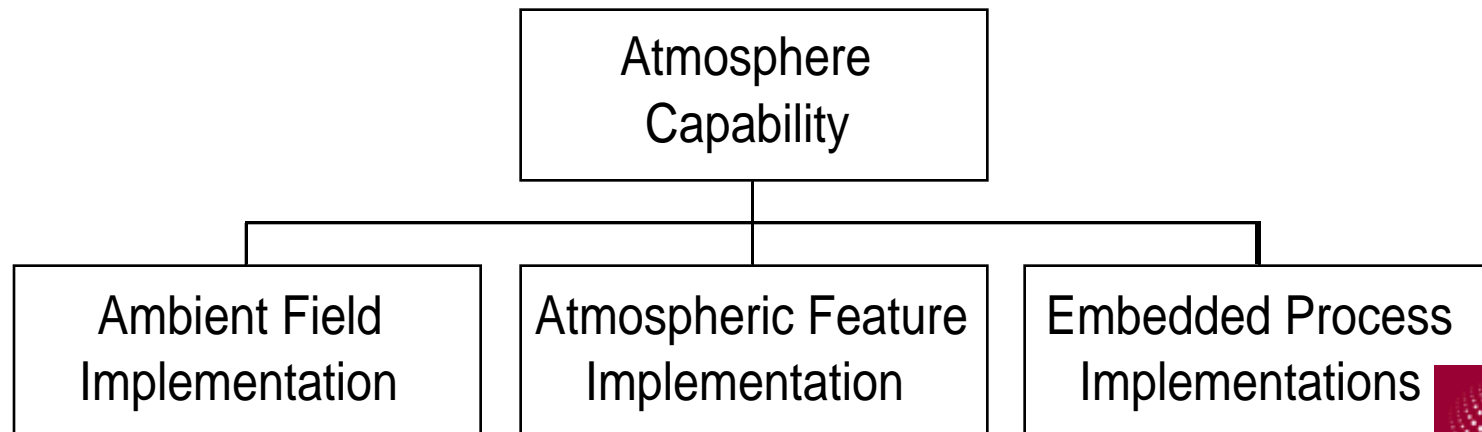 Atmosphere
Capability
Ambient Field
Implementation
Atmospheric Feature
Implementation
Embedded Process
Implementations